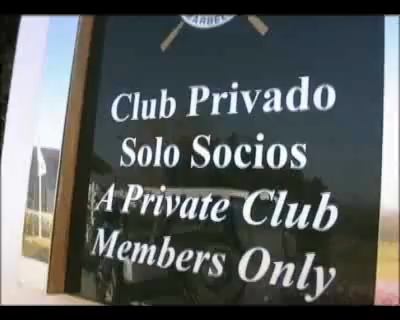 Club Privado
Solo Socios
A Private Club
Members Only